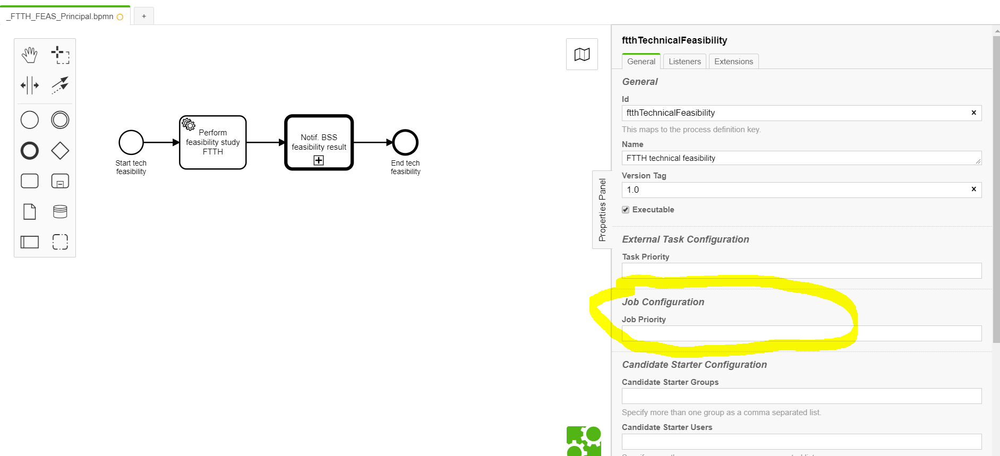 _FTTH_FEAS_Principal.bpmn
+
Start tech
feasibility
Perform
feasibility study
FTTH
Notif. BSS
feasibility result
End tech
feasibility
Properties Panel
ftthTechnicalFeasibility
General
Listeners
Extensions
General
Id
ftthTechnicalFeasibility
This maps to the process definition key.
Name
FTTH technical feasibility
Version Tag
1.0
Executable
External Task Configuration
Task Priority
Job Configuration
Job Priority
Candidate Starter Configuration
Candidate Starter Groups
Specify more than one group as a comma separated list.
Candidate Starter Users